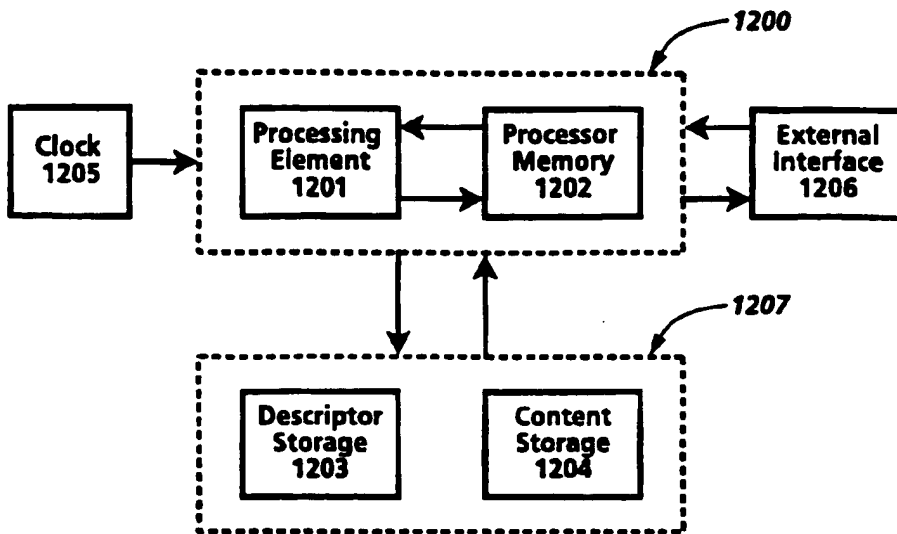 1200
Clock
1205
Processing
Element
1201
Processor
Memory
1202
External
Interface
1206
1207
Descriptor
Storage
1203
Content
Storage
1204